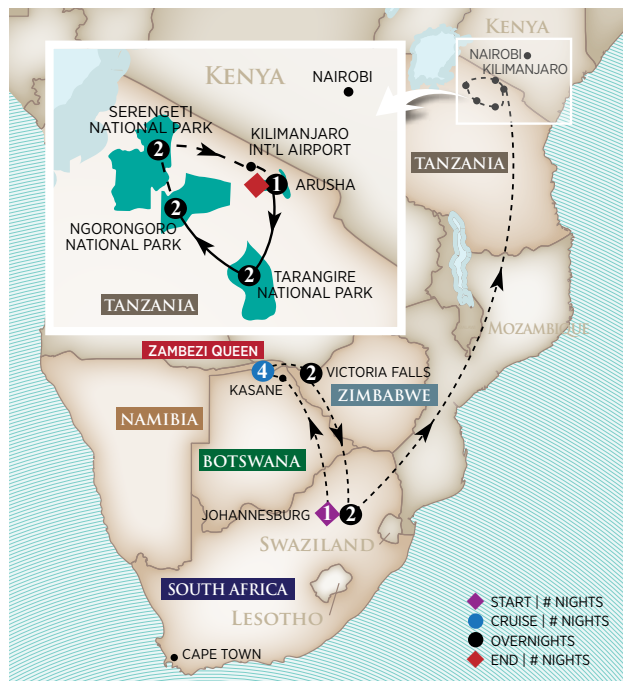 KENYA
NAIROBI
KILIMANJARO
TANZANIA
KENYA
NAIROBI
SERENGETI
NATIONAL PARK
2
KILIMANJARO
INT'L AIRPORT
1
ARUSHA
2
NGORONGORO
NATIONAL PARK
2
TARANGIRE
NATIONAL PARK
TANZANIA
MOZAMBIQUE
ZAMBEZI QUEEN
4
KASANE
2
VICTORIA FALLS
ZIMBABWE
NAMIBIA
BOTSWANA
JOHANNESBURG
1
2
SWAZILAND
SOUTH AFRICA
LESOTHO
CAPE TOWN
START | # NIGHTS
CRUISE | # NIGHTS
OVERNIGHTS
END | # NIGHTS